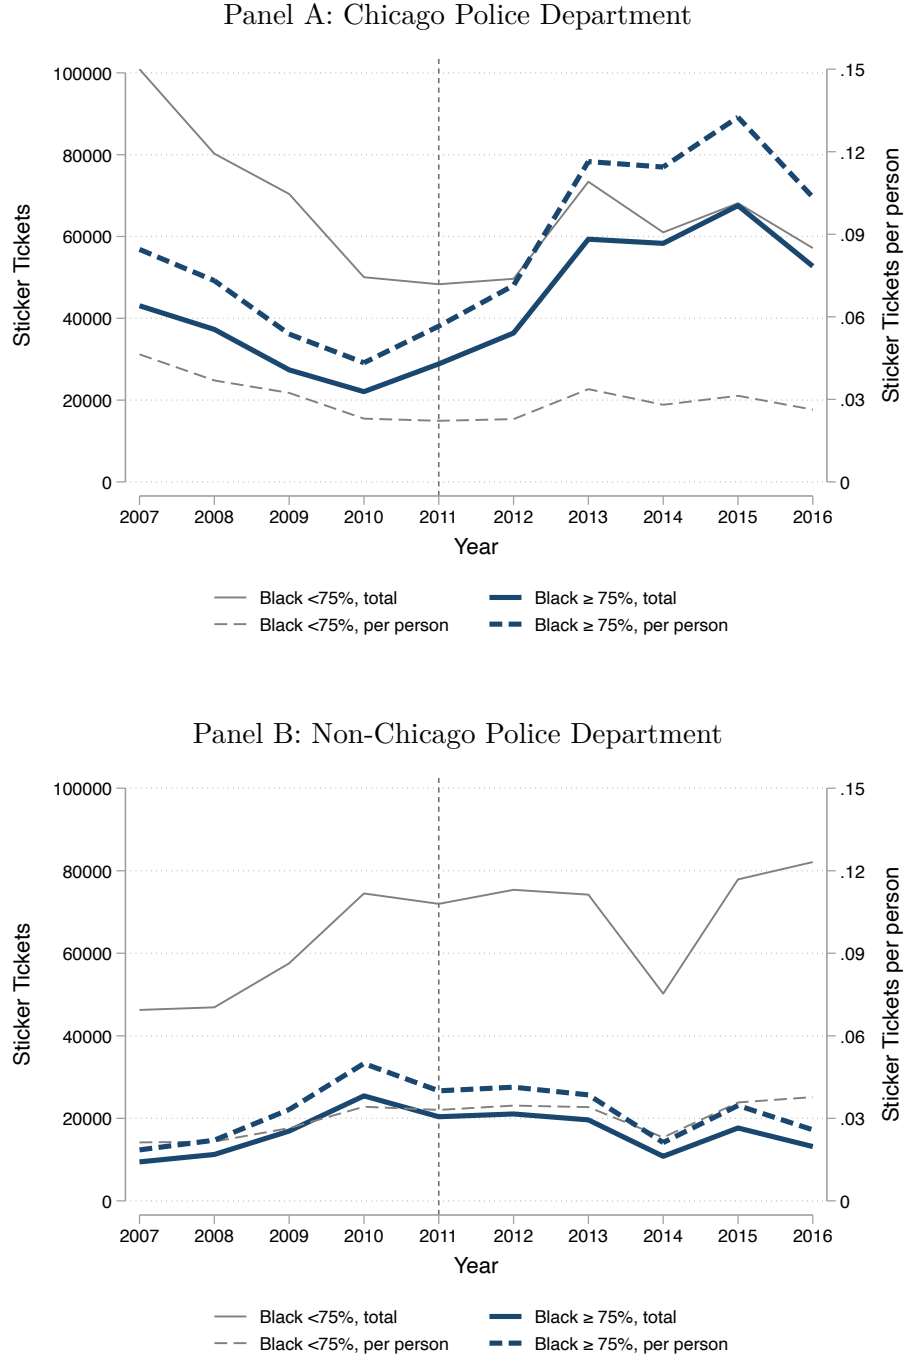 Panel A: Chicago Police Department
100000
80000
60000
40000
20000
0
Sticker Tickets
.15
.12
.09
.06
.03
0
Sticker Tickets per person
2007 2008 2009 2010 2011 2012 2013 2014 2015 2016
Year
Black <75%, total Black ≥ 75%, total
Black <75%, per person Black ≥ 75%, per person
Panel B: Non-Chicago Police Department
100000
80000
60000
40000
20000
0
Sticker Tickets
.15
.12
.09
.06
.03
0
Sticker Tickets per person
2007 2008 2009 2010 2011 2012 2013 2014 2015 2016
Year
Black <75%, total Black ≥ 75%, total
Black <75%, per person Black ≥ 75%, per person